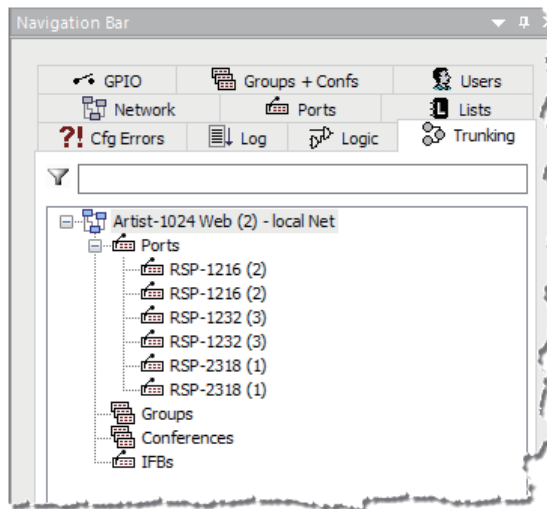 Navigation Bar
GPIO Groups + Confs Users
Network Ports Lists
?! Cfg Errors Log Logic Trunking
Artist-1024 Web (2) - local Net
Ports
RSP-1216 (2)
RSP-1216 (2)
RSP-1232 (3)
RSP-1232 (3)
RSP-2318 (1)
RSP-2318 (1)
Groups
Conferences
IFBs